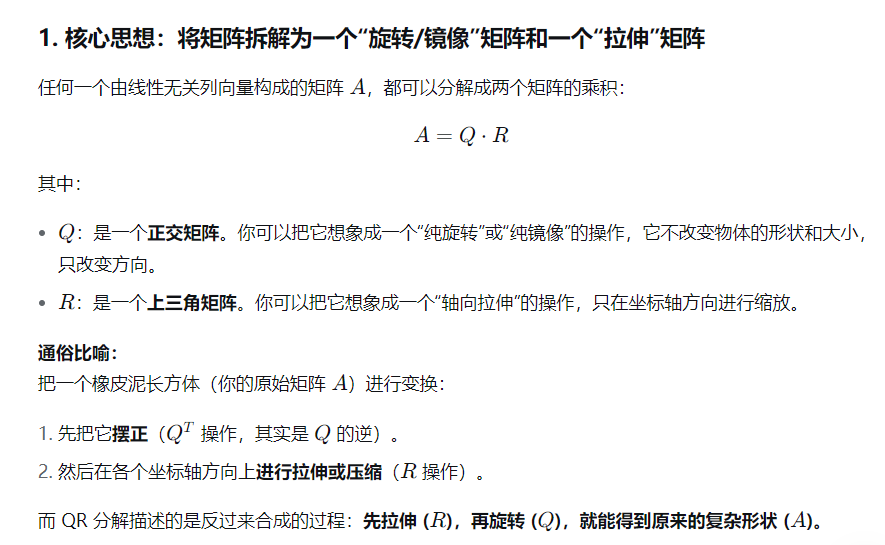 1. 核心思想：将矩阵拆解为一个“旋转/镜像”矩阵和一个“拉伸”矩阵
任何一个由线性无关列向量构成的矩阵 A，都可以分解成两个矩阵的乘积：
A = Q · R
其中：
• Q：是一个正交矩阵。你可以把它想象成一个“纯旋转”或“纯镜像”的操作，它不改变物体的形状和大小，
只改变方向。
• R：是一个上三角矩阵。你可以把它想象成一个“轴向拉伸”的操作，只在坐标轴方向进行缩放。
通俗比喻：
把一个橡皮泥长方体（你的原始矩阵 A）进行变换：
1. 先把它摆正（Qᵀ 操作，其实是 Q 的逆）。
2. 然后在各个坐标轴方向上进行拉伸或压缩（R 操作）。
而 QR 分解描述的是反过来合成的过程：先拉伸 (R)，再旋转 (Q)，就能得到原来的复杂形状 (A)。